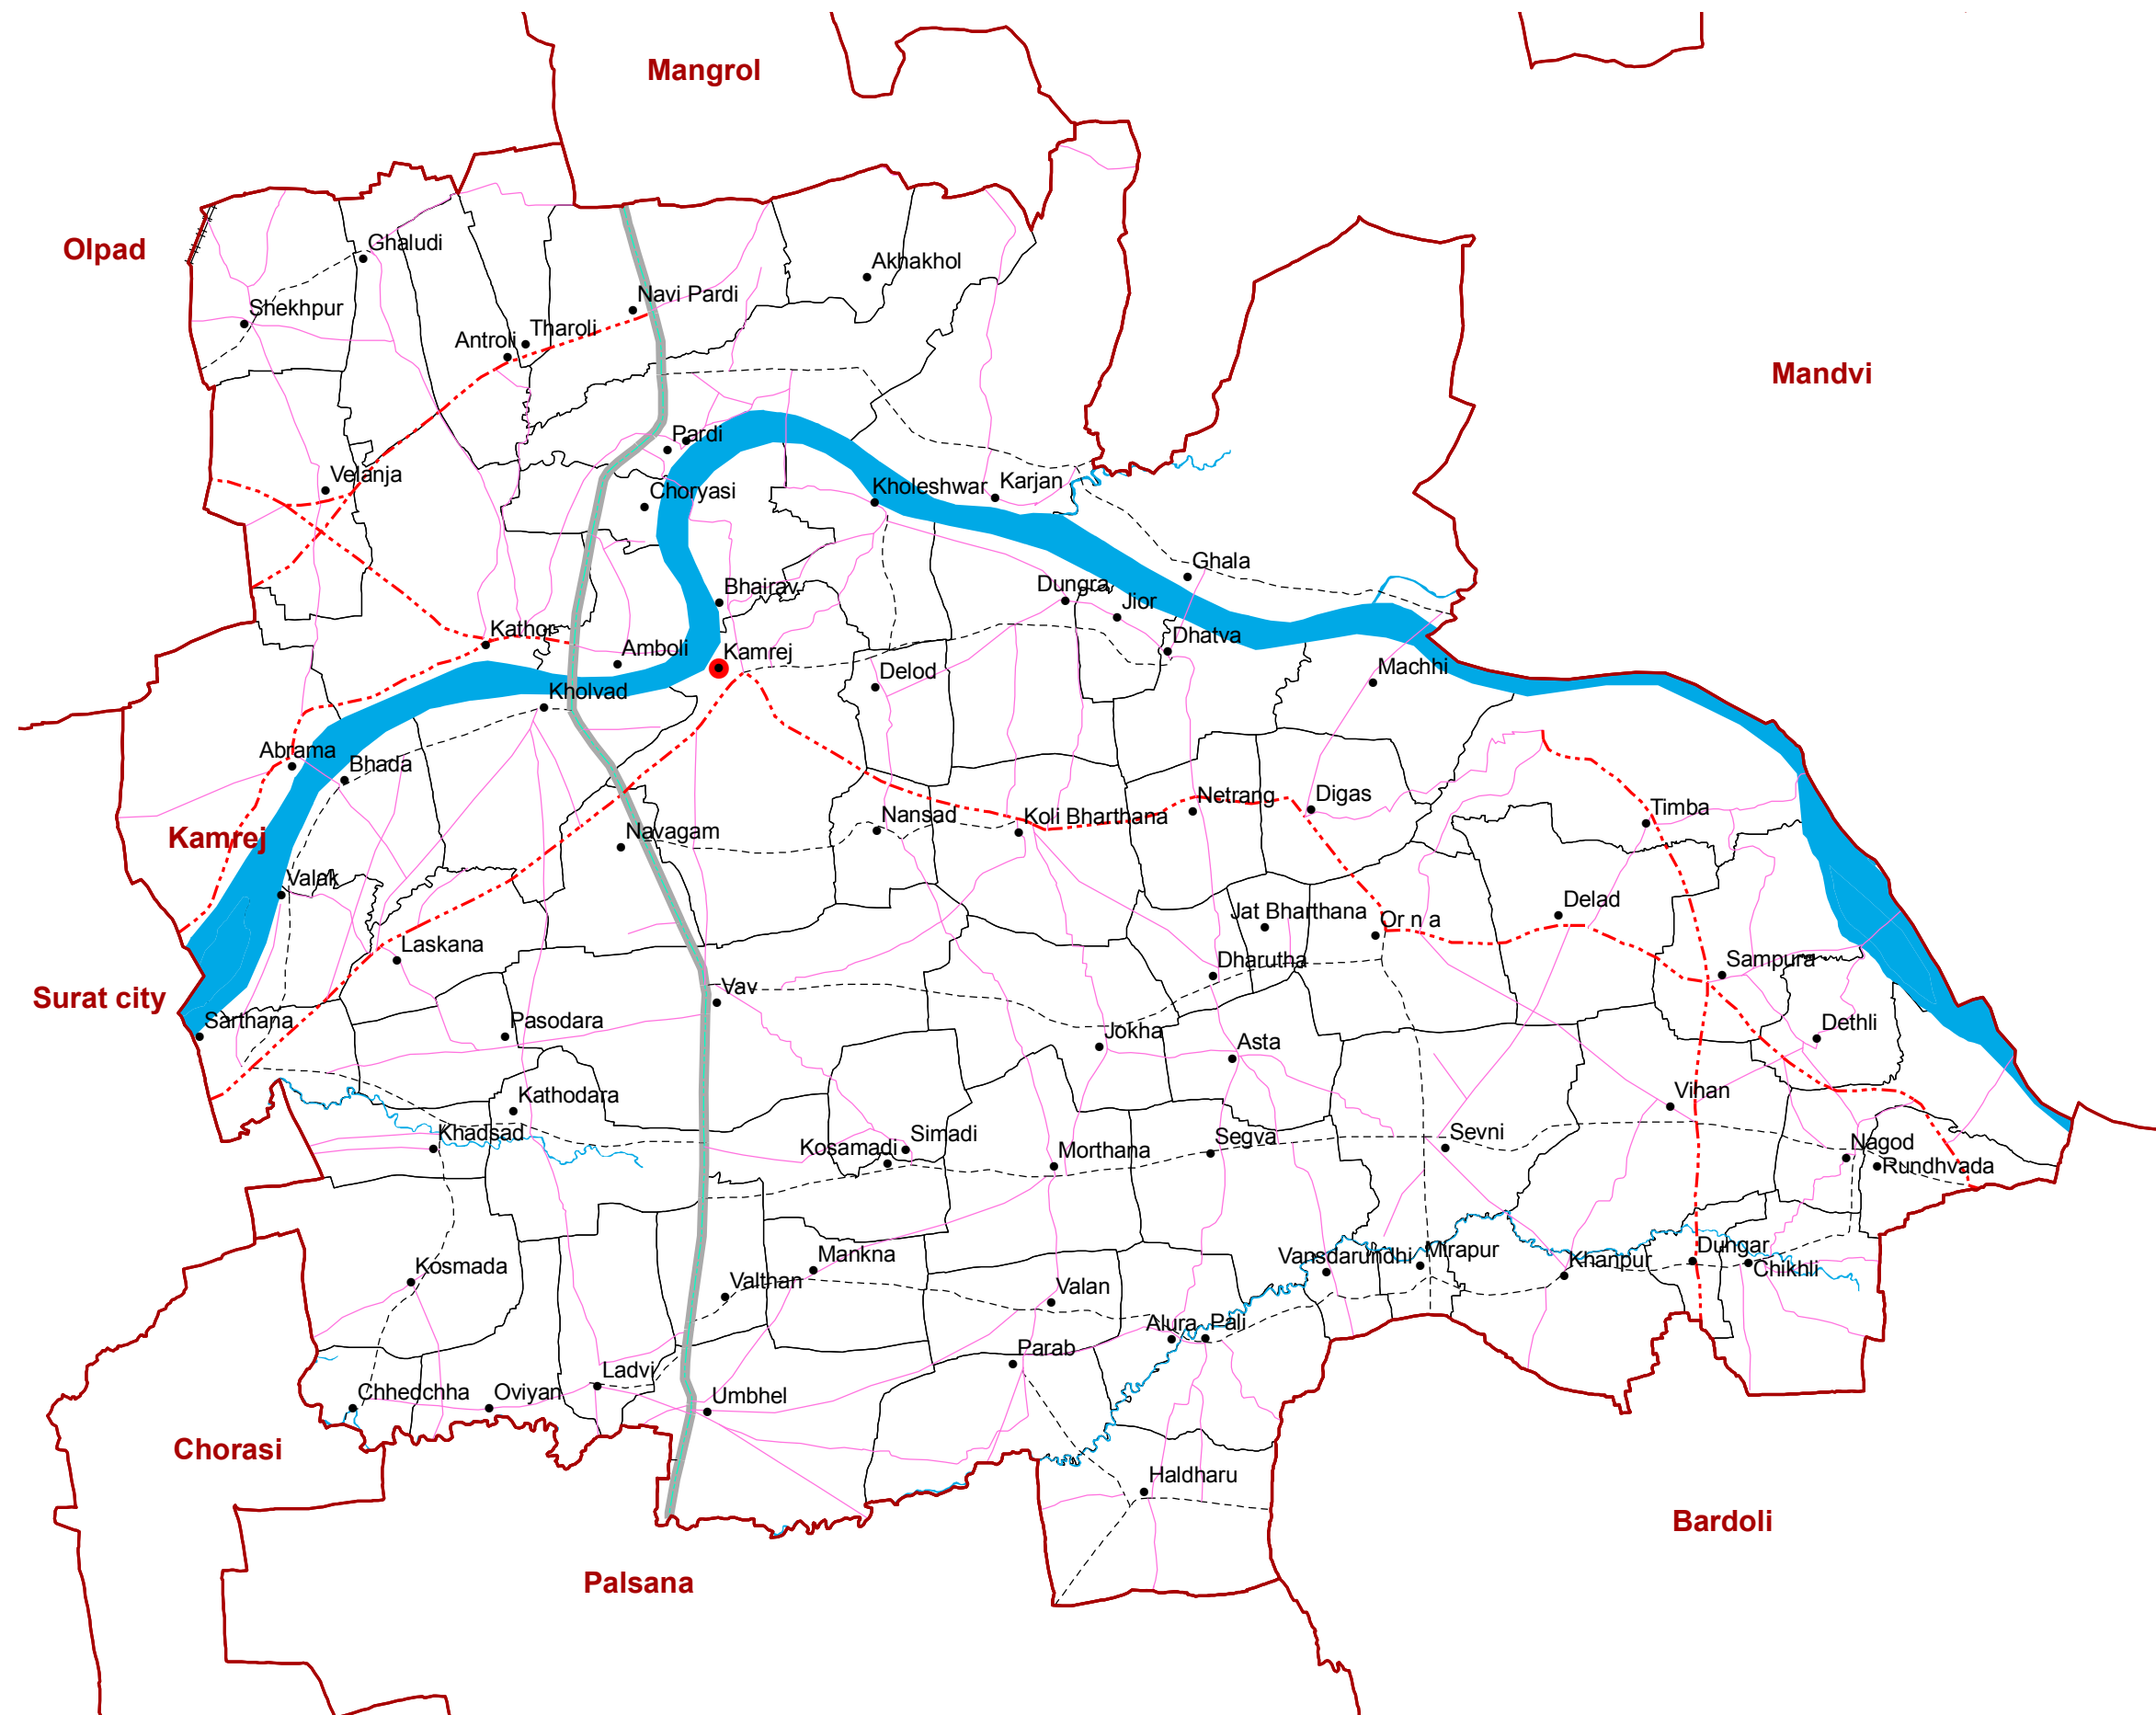 Mangrol
Olpad
Ghaludi
Akhakhol
Navi Pardi
Shekhpur
Tharoli
Antroli
Mandvi
Pardi
Velanja
Choryasi
Kholeshwar
Karjan
Ghala
Bhairav
Dungra
Jior
Kathor
Amboli
Kamrej
Dhatva
Delod
Machhi
Kholvad
Abrama
Bhada
Netrang
Digas
Timba
Kamrej
Navagam
Nansad
Koli Bharthana
Valak
Delad
Jat Bharthana
Orna
Laskana
Dharutha
Sampura
Surat city
Vav
Sarthana
Pasodara
Jokha
Asta
Dethli
Kathodara
Vihan
Khadsad
Kosamadi
Simadi
Morthana
Segva
Sevni
Nagod
Rundhvada
Kosmada
Mankna
Valthan
Valan
Vansdarundhi
Mirapur
Khanpur
Dungar
Chikhli
Alura
Pali
Parab
Chhedchha
Oviyan
Ladvi
Umbhel
Chorasi
Haldharu
Bardoli
Palsana